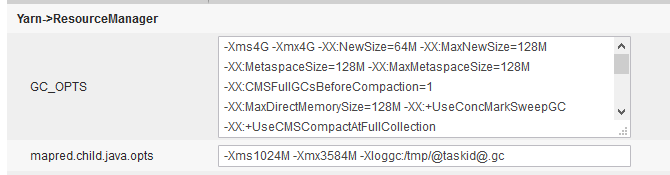 Yarn->ResourceManager
GC_OPTS
-Xms4G -Xmx4G -XX:NewSize=64M -XX:MaxNewSize=128M
-XX:MetaspaceSize=128M -XX:MaxMetaspaceSize=128M
-XX:CMSFullGCsBeforeCompaction=1
-XX:MaxDirectMemorySize=128M -XX:+UseConcMarkSweepGC
-XX:+UseCMSCompactAtFullCollection
mapred.child.java.opts
-Xms1024M -Xmx3584M -Xloggc:/tmp/@taskid@.gc